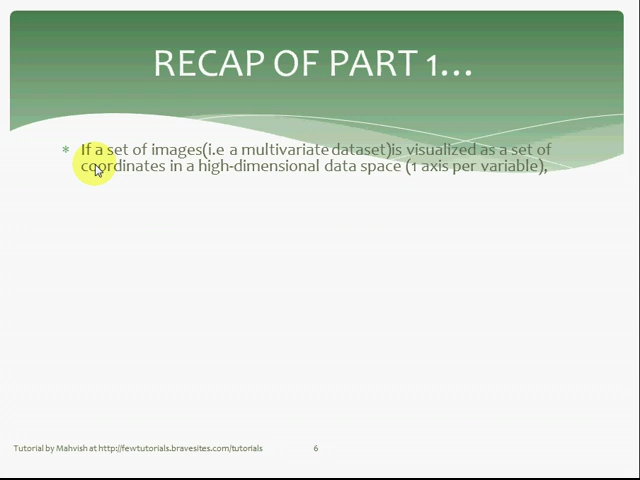 RECAP OF PART 1...
* If a set of images(i.e a multivariate dataset)is visualized as a set of
coordinates in a high-dimensional data space (1 axis per variable),
Tutorial by Mahvish at http://fewtutorials.bravesites.com/tutorials 6